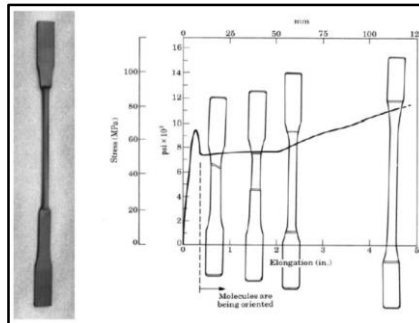 mm
0 25 50 75 100 12
Stress (MPa)
100
80
60
40
20
0
psi × 10³
16
14
12
10
8
6
4
2
0 1 2 3 4 5
Elongation (in.)
Molecules are
being oriented